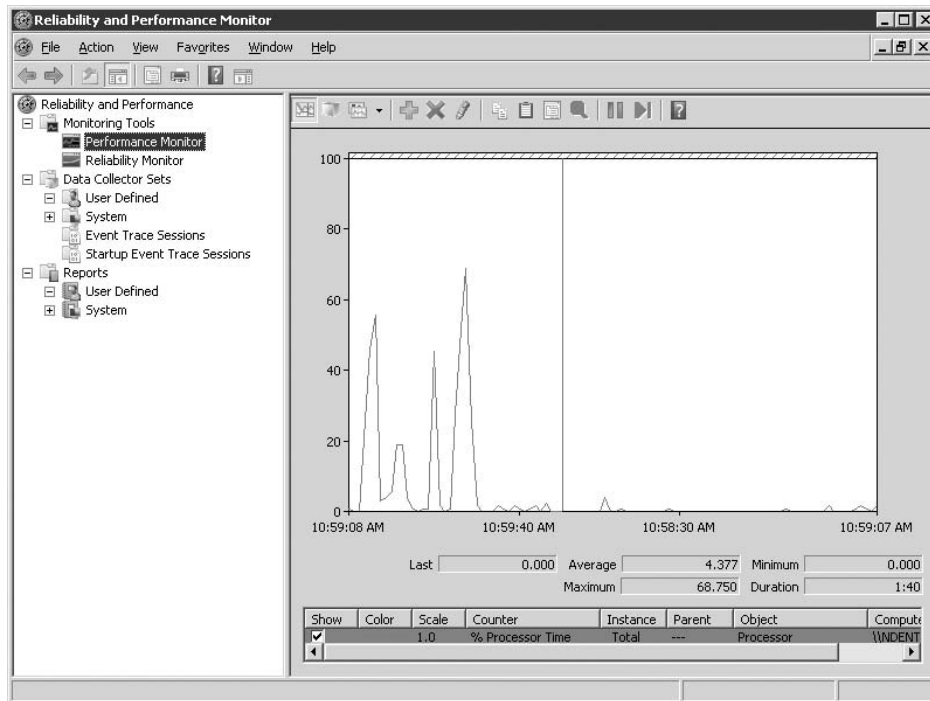 Reliability and Performance Monitor
File Action View Favorites Window Help
Reliability and Performance
Monitoring Tools
Performance Monitor
Reliability Monitor
Data Collector Sets
User Defined
System
Event Trace Sessions
Startup Event Trace Sessions
Reports
User Defined
System
100
80
60
40
20
0
10:59:08 AM 10:59:40 AM 10:58:30 AM 10:59:07 AM
Last 0.000 Average 4.377 Minimum 0.000
Maximum 68.750 Duration 1:40
Show Color Scale Counter Instance Parent Object Compute
1.0 % Processor Time _Total --- Processor \\NDENT